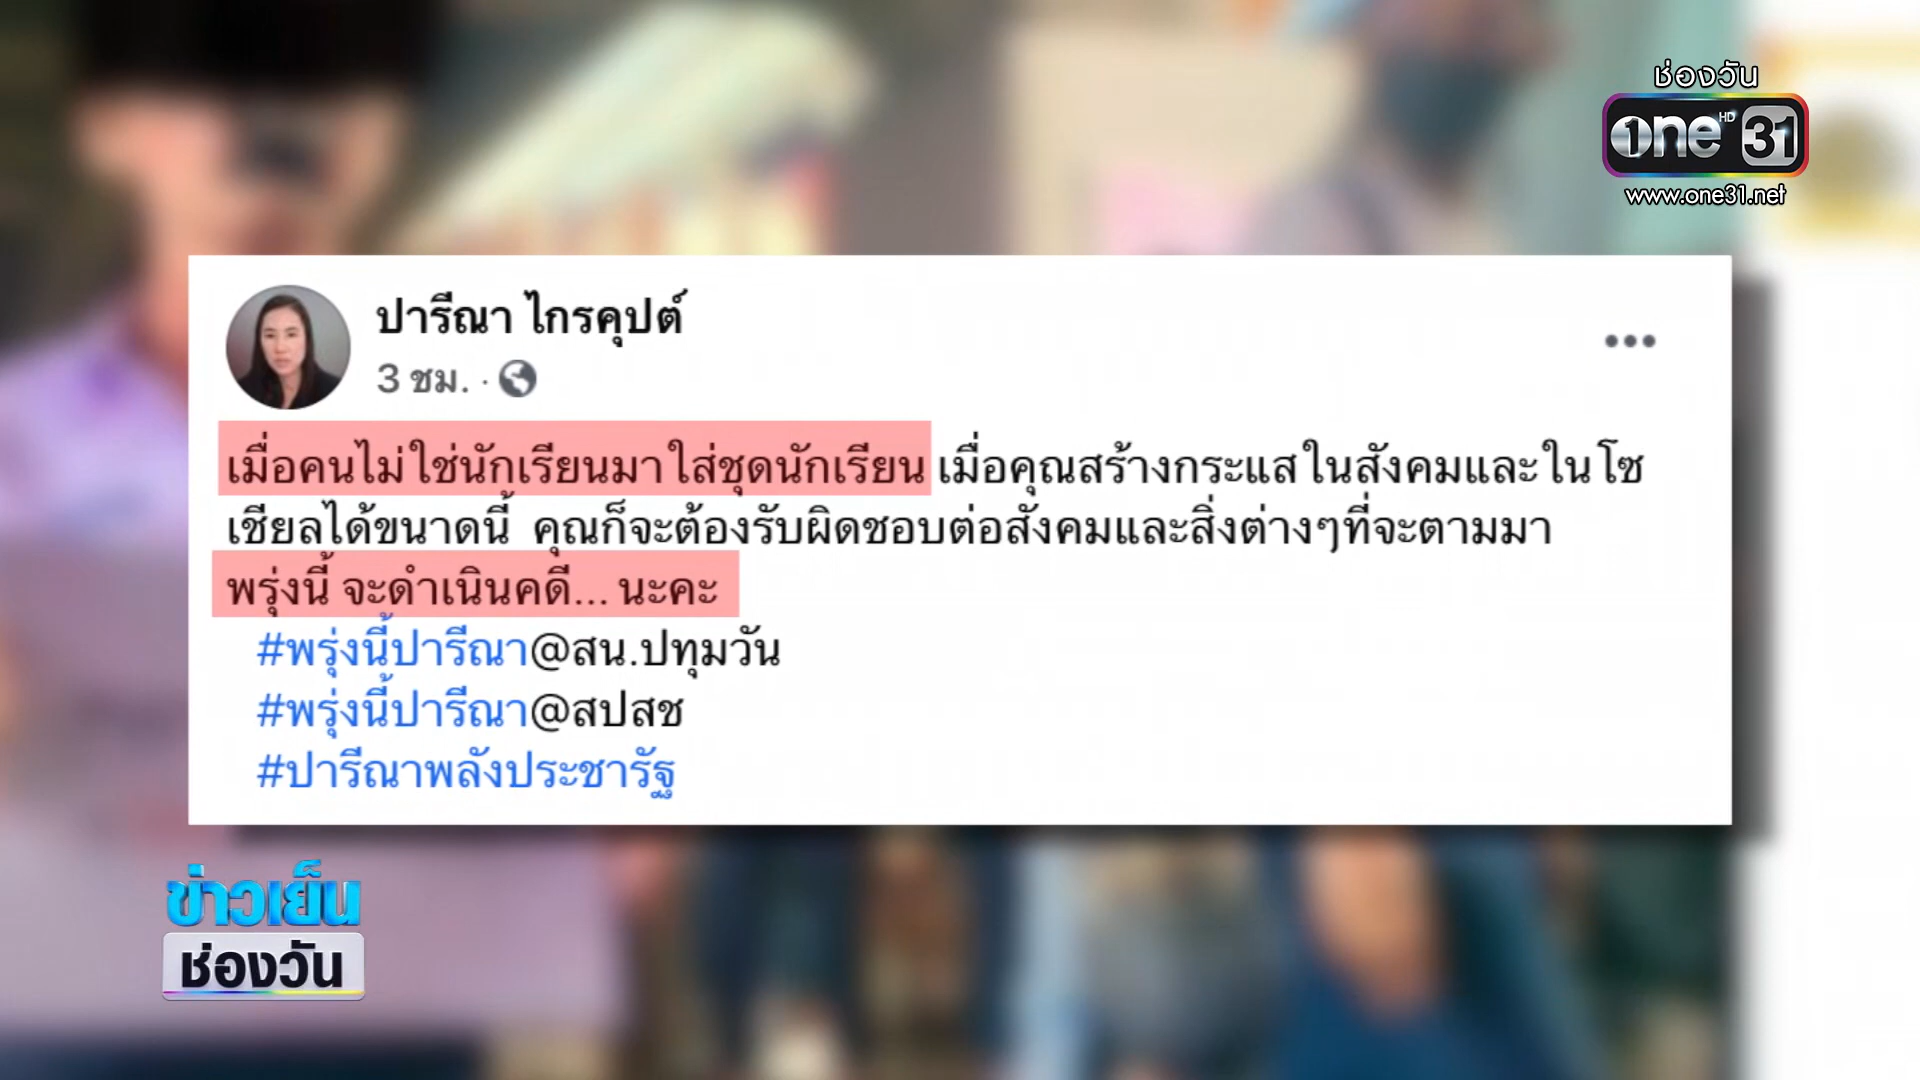 ช่องวัน
one HD 31
www.one31.net
ปารีณา ไกรคุปต์
3 ชม. ·
เมื่อคนไม่ใช่นักเรียนมาใส่ชุดนักเรียน เมื่อคุณสร้างกระแสในสังคมและในโซ
เชียลได้ขนาดนี้ คุณก็จะต้องรับผิดชอบต่อสังคมและสิ่งต่างๆที่จะตามมา
พรุ่งนี้ จะดำเนินคดี... นะคะ
#พรุ่งนี้ปารีณา@สน.ปทุมวัน
#พรุ่งนี้ปารีณา@สปสช
#ปารีณาพลังประชารัฐ
ข่าวเย็น
ช่องวัน